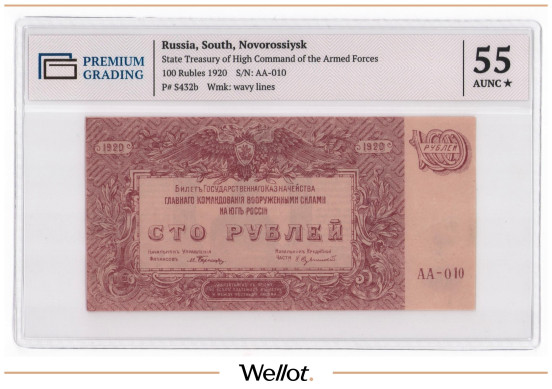 PREMIUM
GRADING
Russia, South, Novorossiysk
State Treasury of High Command of the Armed Forces
100 Rubles 1920 S/N: AA-010
P# S432b Wmk: wavy lines
55
AUNC ★
1920
1920
РУБЛЕЙ
БИЛЕТЪ ГОСУДАРСТВЕННАГО КАЗНАЧЕЙСТВА
ГЛАВНАГО КОМАНДОВАНІЯ ВООРУЖЕННЫМИ СИЛАМИ
НА ЮГѢ РОССІИ
СТО РУБЛЕЙ
АА-010
Wellot.